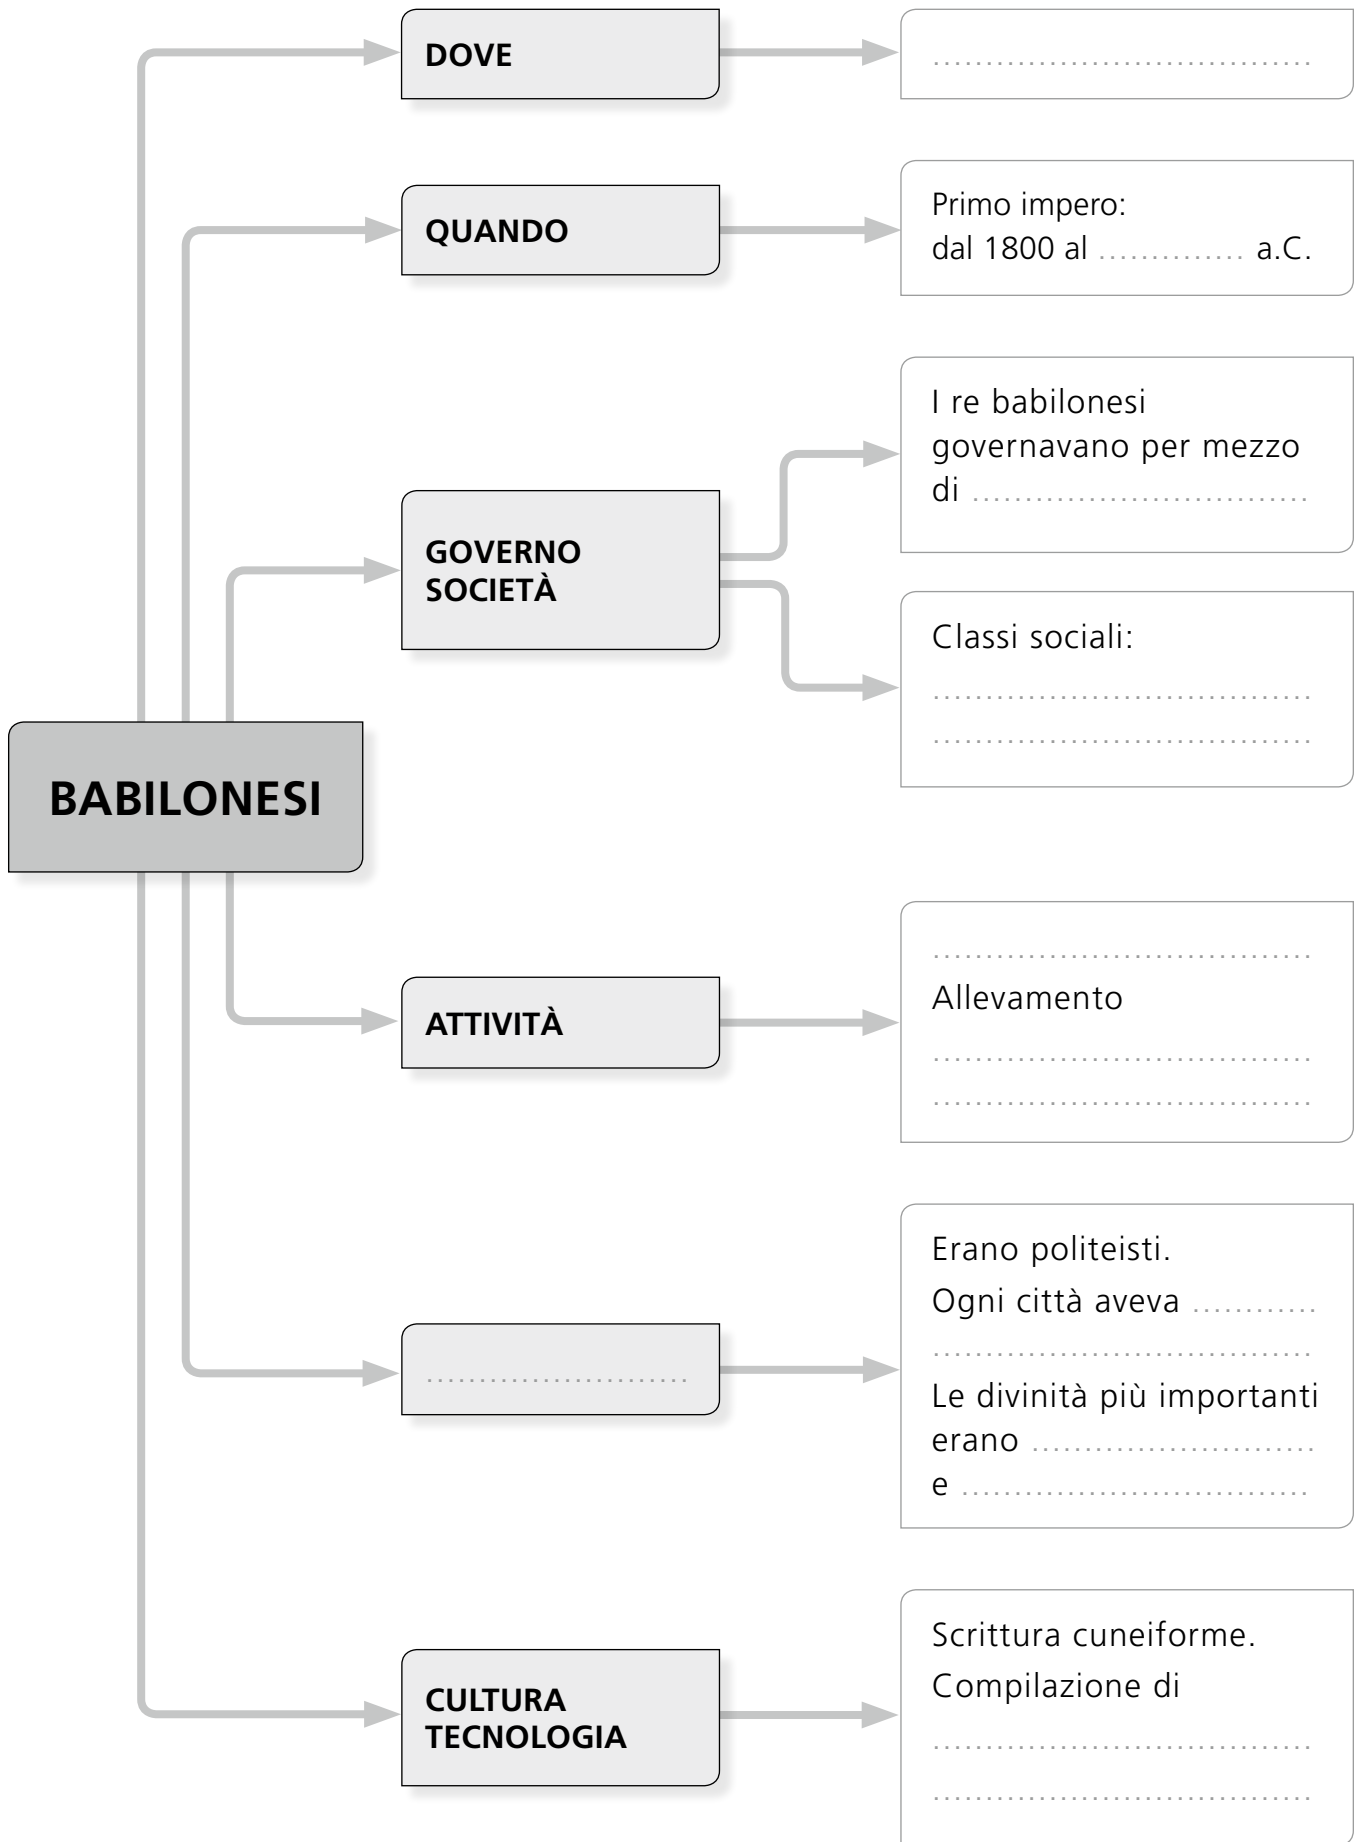 DOVE
....................................
QUANDO
Primo impero:
dal 1800 al .............. a.C.
GOVERNO
SOCIETÀ
I re babilonesi
governavano per mezzo
di ................................
Classi sociali:
....................................
....................................
BABILONESI
ATTIVITÀ
....................................
Allevamento
....................................
....................................
.........................
Erano politeisti.
Ogni città aveva ............
....................................
Le divinità più importanti
erano ...........................
e .................................
CULTURA
TECNOLOGIA
Scrittura cuneiforme.
Compilazione di
....................................
....................................